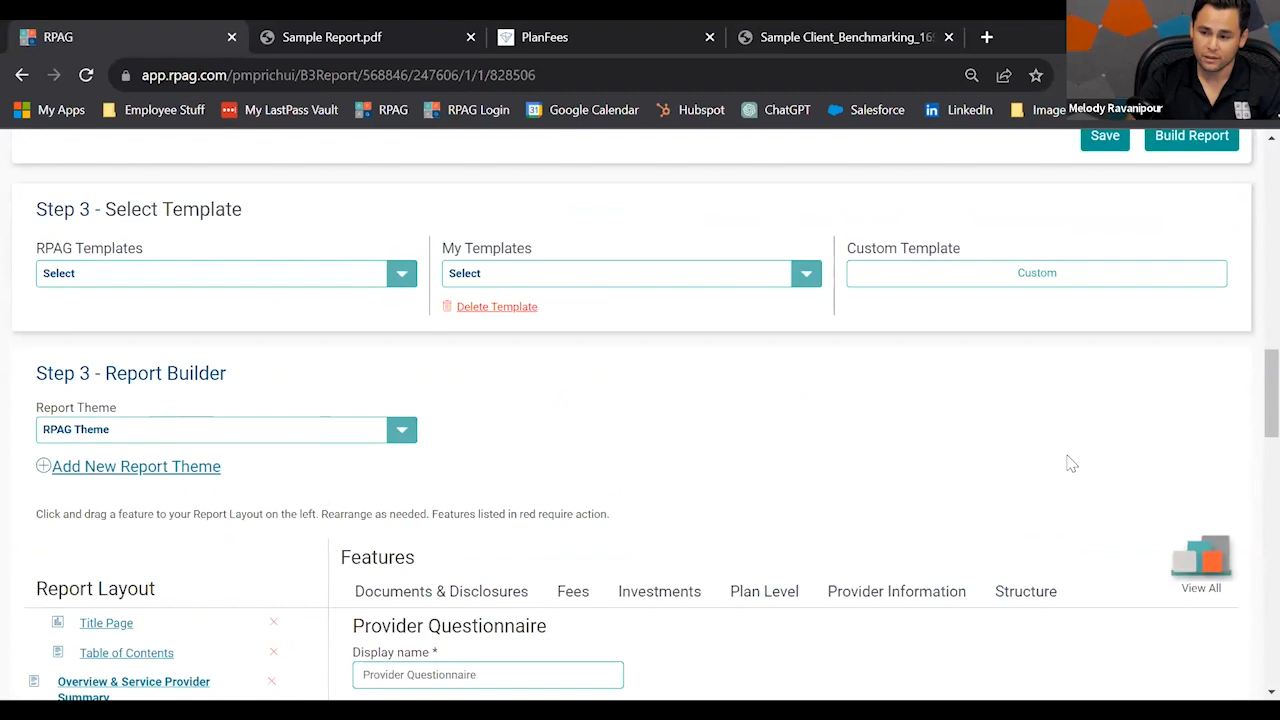 RPAG
Sample Report.pdf
PlanFees
Sample Client_Benchmarking_16
app.rpag.com/pmprichui/B3Report/568846/247606/1/1/828506
Melody Ravanipour
My Apps
Employee Stuff
My LastPass Vault
RPAG
RPAG Login
31
Google Calendar
Hubspot
ChatGPT
Salesforce
in
LinkedIn
Image
Save
Build Report
Step 3 - Select Template
RPAG Templates
My Templates
Custom Template
Select
Select
Custom
Delete Template
Step 3 - Report Builder
Report Theme
RPAG Theme
Add New Report Theme
Click and drag a feature to your Report Layout on the left. Rearrange as needed. Features listed in red require action.
Features
View All
Report Layout
Documents & Disclosures
Fees
Investments
Plan Level
Provider Information
Structure
Title Page
Table of Contents
Overview & Service Provider
Summary
Provider Questionnaire
Display name *
Provider Questionnaire